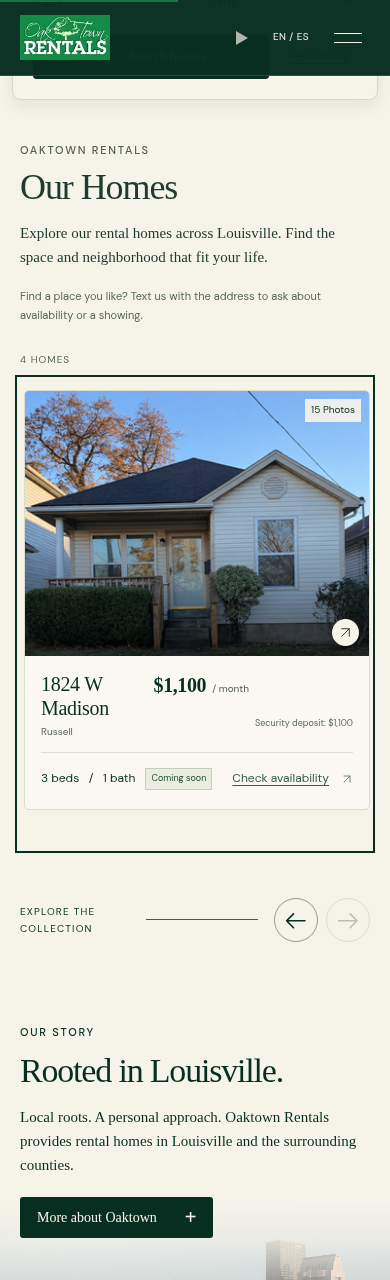 Oak Town
RENTALS
EN / ES
OAKTOWN RENTALS
Our Homes
Explore our rental homes across Louisville. Find the
space and neighborhood that fit your life.
Find a place you like? Text us with the address to ask about
availability or a showing.
4 HOMES
15 Photos
1824 W
Madison
Russell
$1,100 / month
Security deposit: $1,100
3 beds / 1 bath
Coming soon
Check availability
EXPLORE THE
COLLECTION
OUR STORY
Rooted in Louisville.
Local roots. A personal approach. Oaktown Rentals
provides rental homes in Louisville and the surrounding
counties.
More about Oaktown +